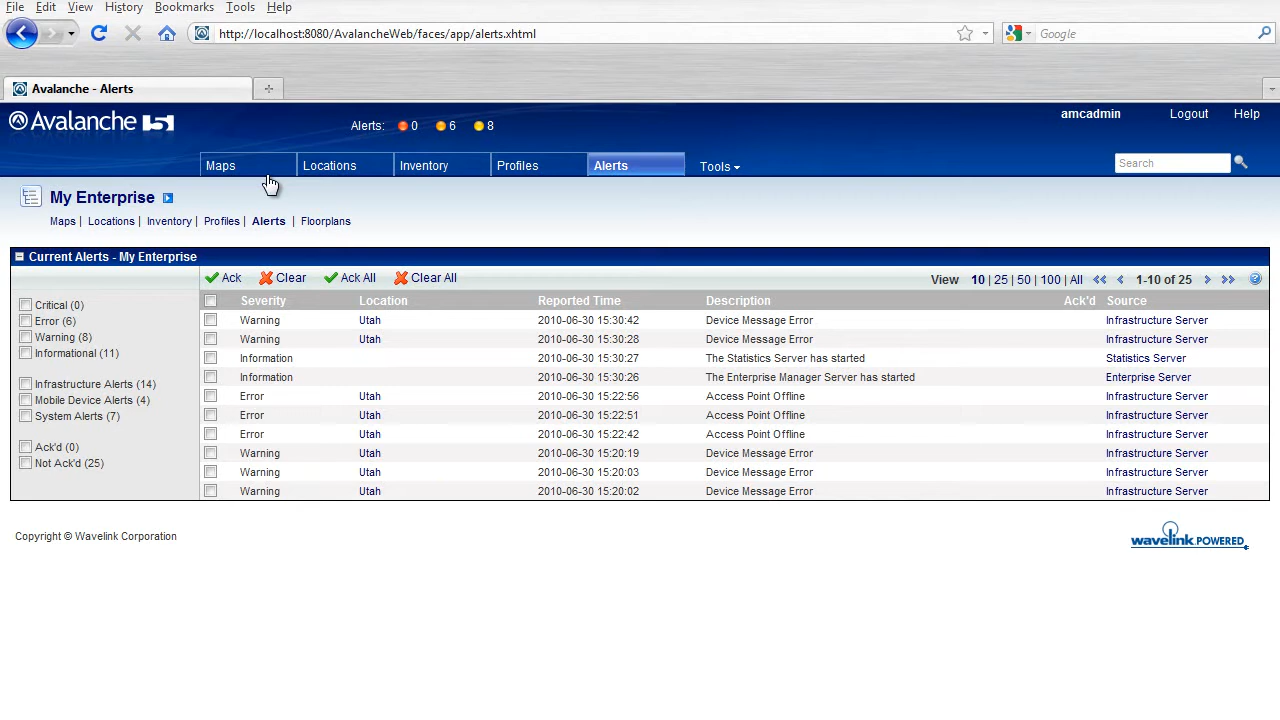 File Edit View History Bookmarks Tools Help
http://localhost:8080/AvalancheWeb/faces/app/alerts.xhtml
Google
Avalanche - Alerts
Avalanche 5
Alerts: 0 6 8
amcadmin Logout Help
Maps Locations Inventory Profiles Alerts Tools
Search
My Enterprise
Maps | Locations | Inventory | Profiles | Alerts | Floorplans
Current Alerts - My Enterprise
Ack Clear Ack All Clear All View 10 | 25 | 50 | 100 | All 1-10 of 25
Critical (0)
Error (6)
Warning (8)
Informational (11)
Infrastructure Alerts (14)
Mobile Device Alerts (4)
System Alerts (7)
Ack'd (0)
Not Ack'd (25)
Severity Location Reported Time Description Ack'd Source
Warning Utah 2010-06-30 15:30:42 Device Message Error Infrastructure Server
Warning Utah 2010-06-30 15:30:28 Device Message Error Infrastructure Server
Information 2010-06-30 15:30:27 The Statistics Server has started Statistics Server
Information 2010-06-30 15:30:26 The Enterprise Manager Server has started Enterprise Server
Error Utah 2010-06-30 15:22:56 Access Point Offline Infrastructure Server
Error Utah 2010-06-30 15:22:51 Access Point Offline Infrastructure Server
Error Utah 2010-06-30 15:22:42 Access Point Offline Infrastructure Server
Warning Utah 2010-06-30 15:20:19 Device Message Error Infrastructure Server
Warning Utah 2010-06-30 15:20:03 Device Message Error Infrastructure Server
Warning Utah 2010-06-30 15:20:02 Device Message Error Infrastructure Server
Copyright © Wavelink Corporation
wavelink.POWERED